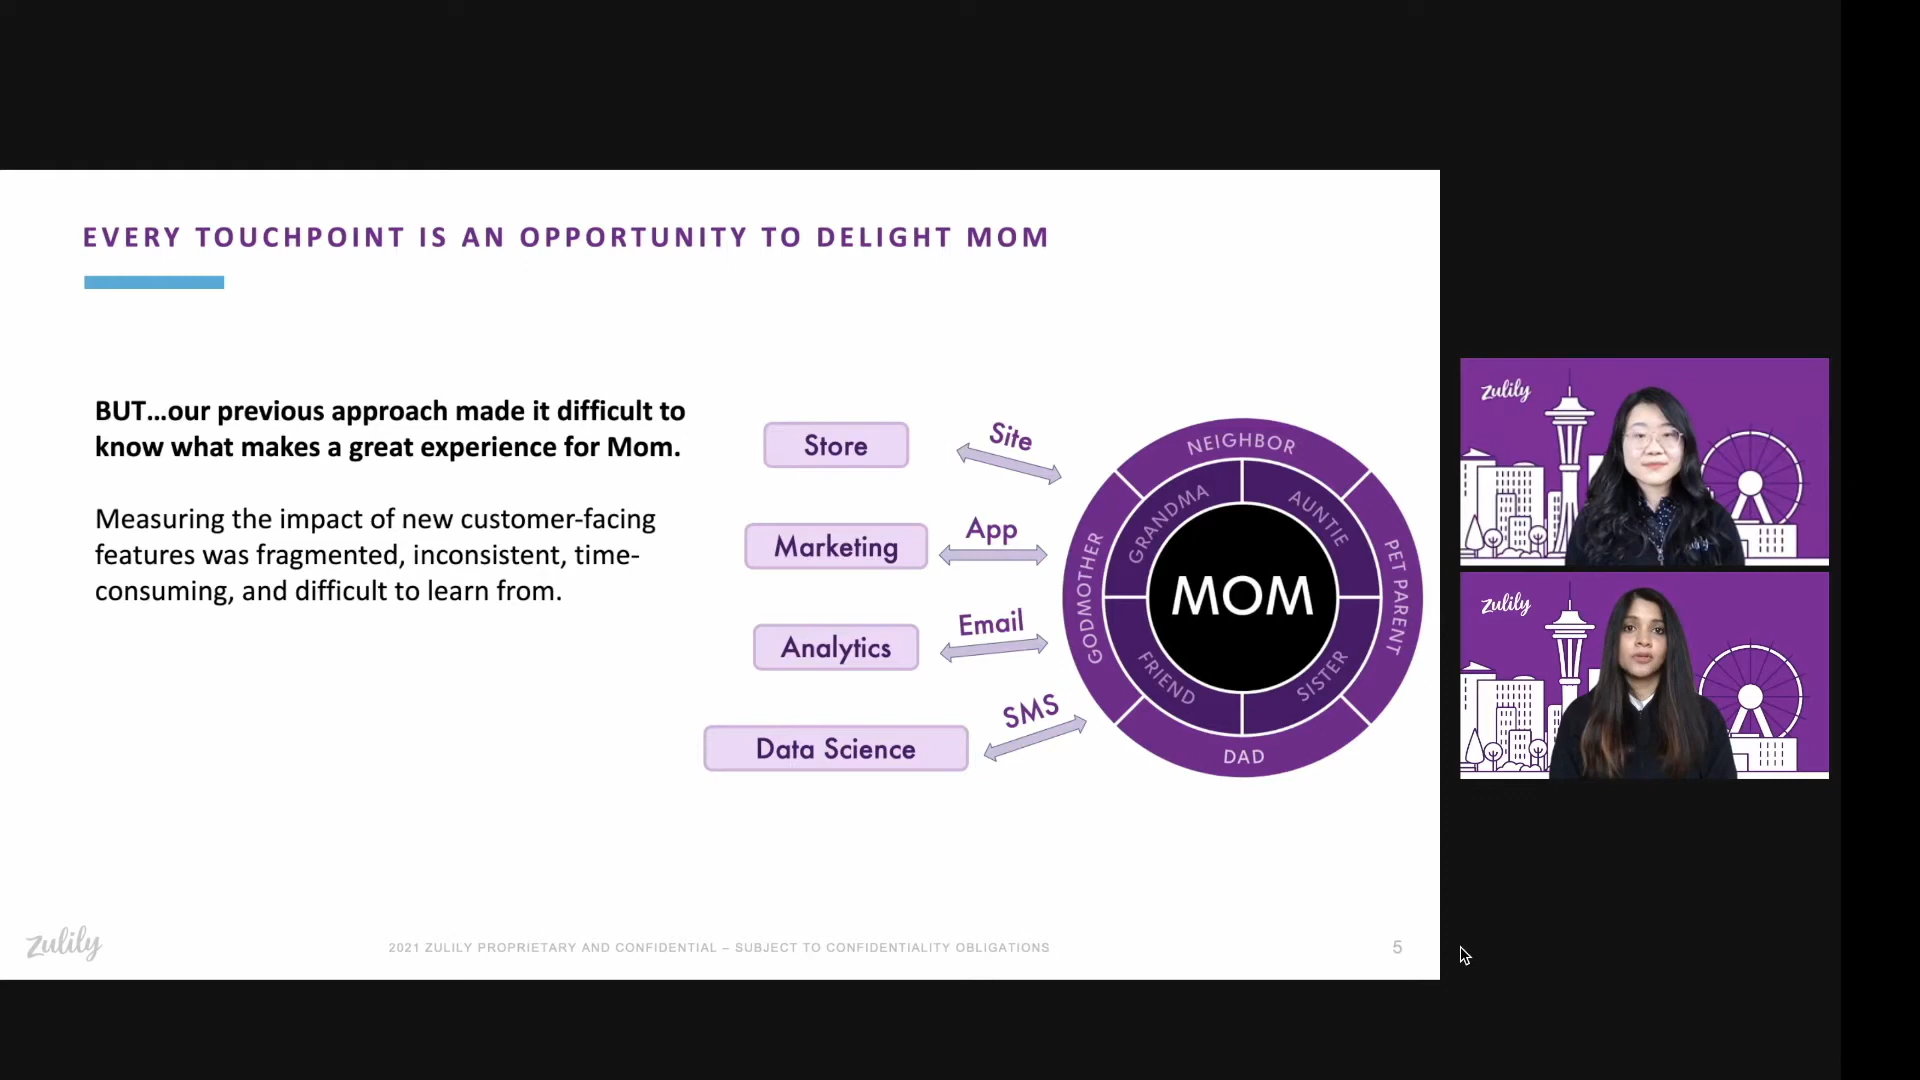 EVERY TOUCHPOINT IS AN OPPORTUNITY TO DELIGHT MOM
BUT...our previous approach made it difficult to
know what makes a great experience for Mom.
Measuring the impact of new customer-facing
features was fragmented, inconsistent, time-
consuming, and difficult to learn from.
Store
Site
Marketing
App
Analytics
Email
Data Science
SMS
NEIGHBOR
GRANDMA
AUNTIE
GODMOTHER
MOM
PET PARENT
FRIEND
SISTER
DAD
zulily
2021 ZULILY PROPRIETARY AND CONFIDENTIAL – SUBJECT TO CONFIDENTIALITY OBLIGATIONS
5
zulily
zulily
zulily